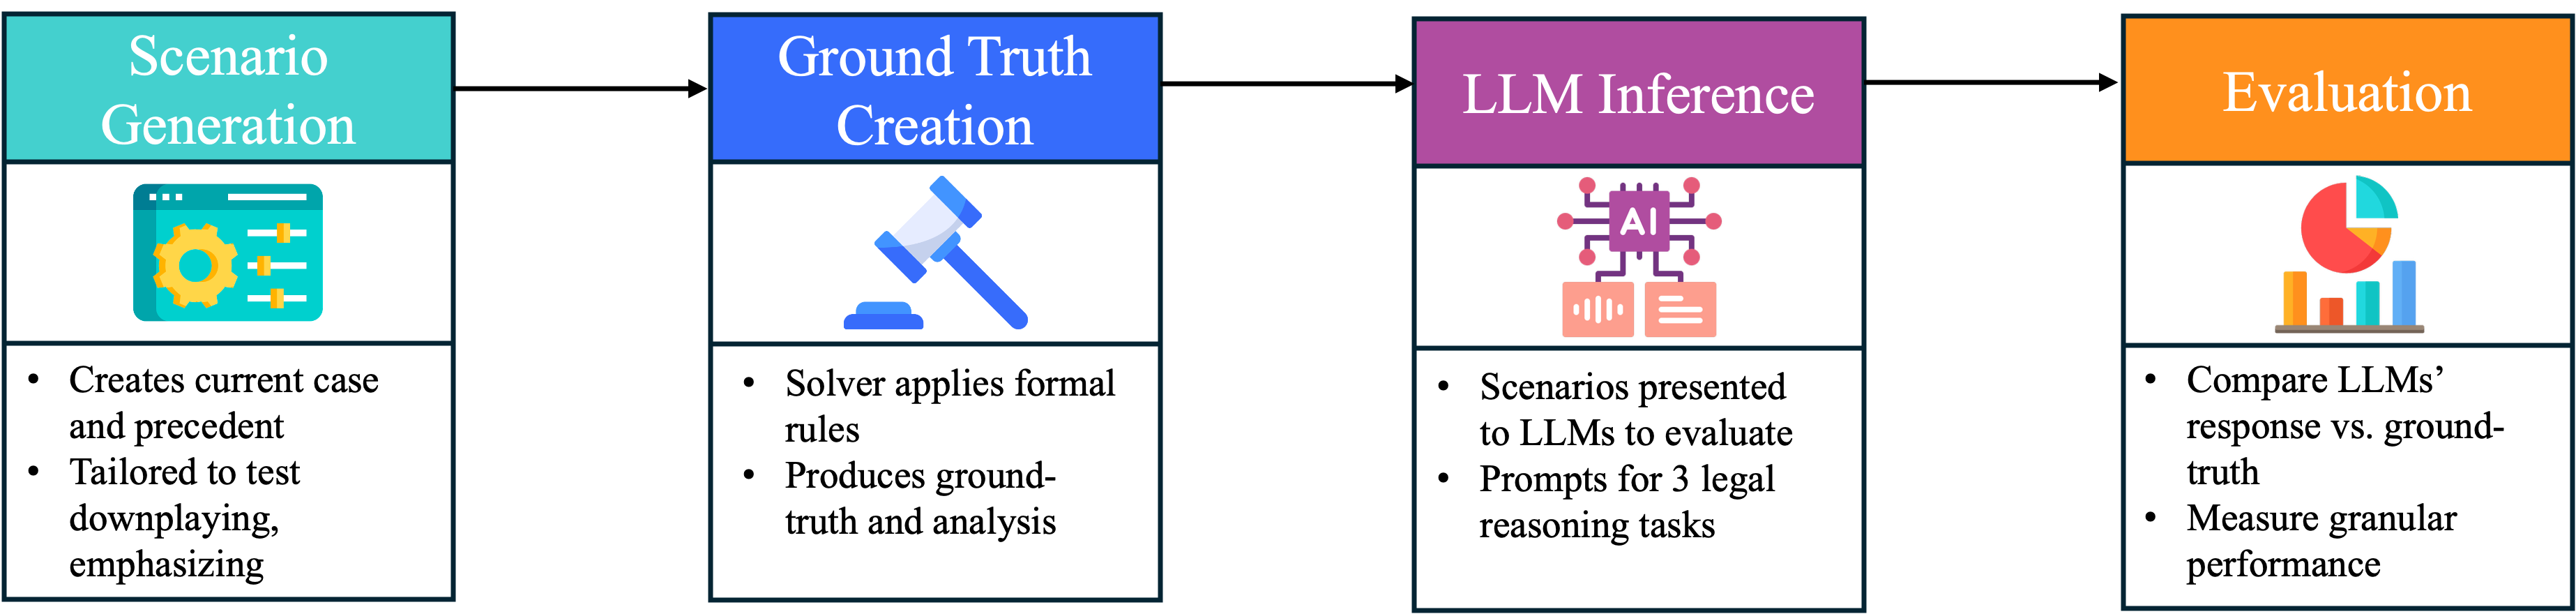 Scenario
Generation
• Creates current case
and precedent
• Tailored to test
downplaying,
emphasizing
Ground Truth
Creation
• Solver applies formal
rules
• Produces ground-
truth and analysis
LLM Inference
AI
• Scenarios presented
to LLMs to evaluate
• Prompts for 3 legal
reasoning tasks
Evaluation
• Compare LLMs’
response vs. ground-
truth
• Measure granular
performance